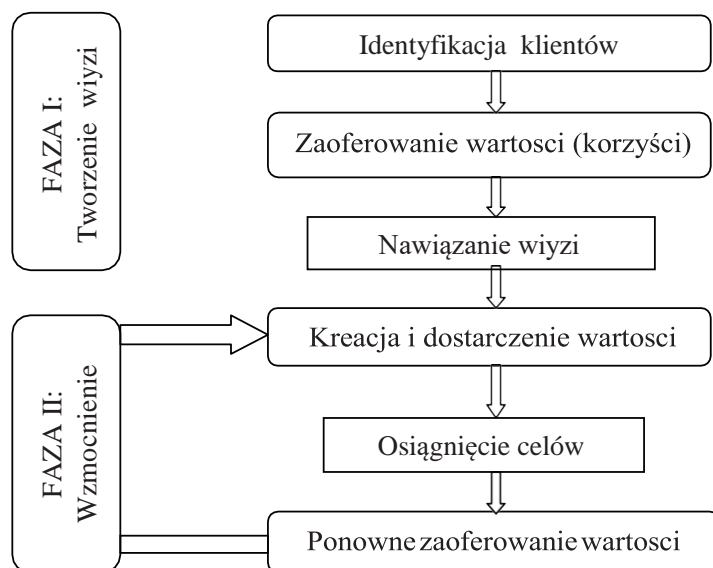 FAZA I:
Tworzenie wiyzi
Identyfikacja klientów
Zaoferowanie wartosci (korzyści)
Nawiązanie wiyzi
FAZA II:
Wzmocnienie
Kreacja i dostarczenie wartosci
Osiągnięcie celów
Ponowne zaoferowanie wartosci